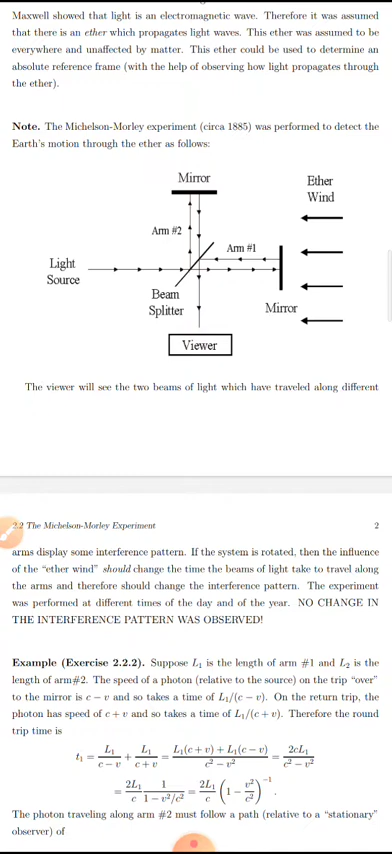 Maxwell showed that light is an electromagnetic wave. Therefore it was assumed
that there is an ether which propagates light waves. This ether was assumed to be
everywhere and unaffected by matter. This ether could be used to determine an
absolute reference frame (with the help of observing how light propagates through
the ether).
Note. The Michelson-Morley experiment (circa 1885) was performed to detect the
Earth's motion through the ether as follows:
Mirror
Ether
Wind
Arm #2
Arm #1
Light
Source
Beam
Splitter
Mirror
Viewer
The viewer will see the two beams of light which have traveled along different
2.2 The Michelson-Morley Experiment 2
arms display some interference pattern. If the system is rotated, then the influence
of the “ether wind” should change the time the beams of light take to travel along
the arms and therefore should change the interference pattern. The experiment
was performed at different times of the day and of the year. NO CHANGE IN
THE INTERFERENCE PATTERN WAS OBSERVED!
Example (Exercise 2.2.2). Suppose L₁ is the length of arm #1 and L₂ is the
length of arm#2. The speed of a photon (relative to the source) on the trip “over”
to the mirror is c − v and so takes a time of L₁/(c − v). On the return trip, the
photon has speed of c + v and so takes a time of L₁/(c + v). Therefore the round
trip time is
t₁ = L₁/(c − v) + L₁/(c + v) = (L₁(c + v) + L₁(c − v))/(c² − v²) = 2cL₁/(c² − v²)
= (2L₁/c) 1/(1 − v²/c²) = (2L₁/c) (1 − v²/c²)⁻¹.
The photon traveling along arm #2 must follow a path (relative to a “stationary”
observer) of